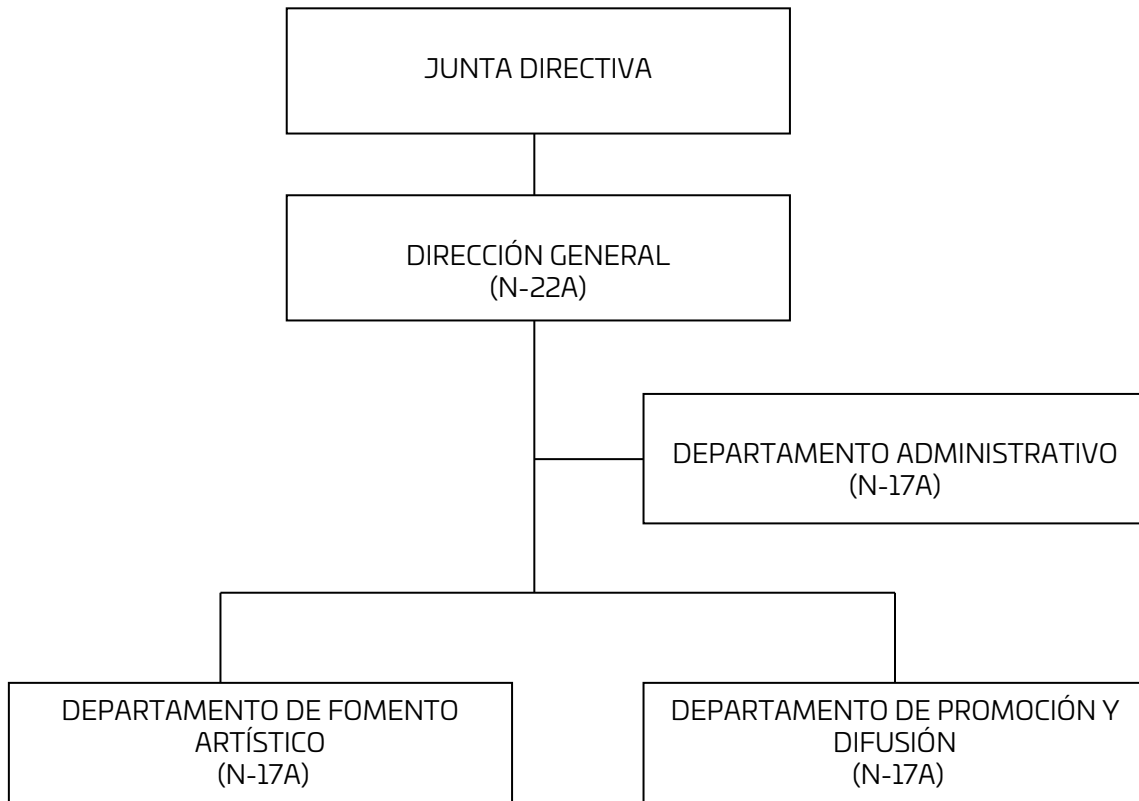 JUNTA DIRECTIVA
DIRECCIÓN GENERAL
(N-22A)
DEPARTAMENTO ADMINISTRATIVO
(N-17A)
DEPARTAMENTO DE FOMENTO
ARTÍSTICO
(N-17A)
DEPARTAMENTO DE PROMOCIÓN Y
DIFUSIÓN
(N-17A)